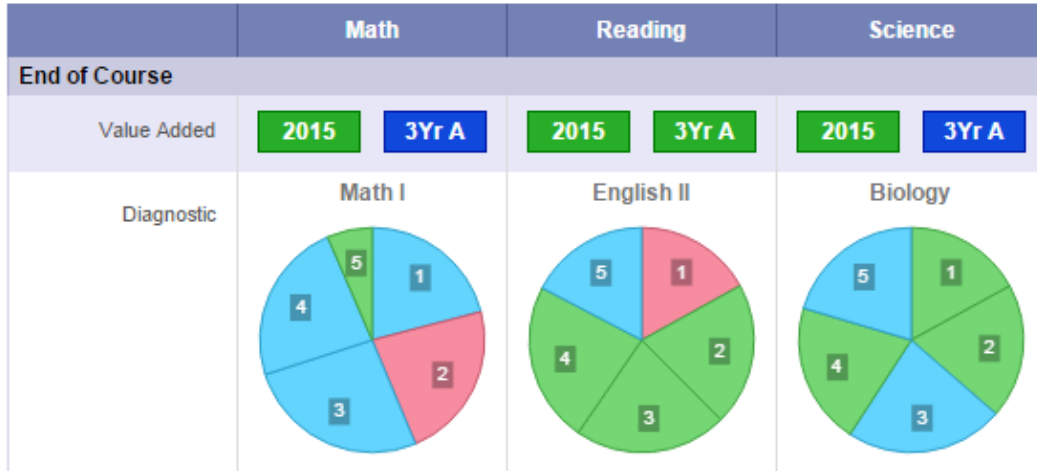 Math Reading Science
End of Course
Value Added 2015 3Yr A 2015 3Yr A 2015 3Yr A
Diagnostic Math I English II Biology
5 1 5 1 5 1
4 2 4 2 4 2
3 3 3